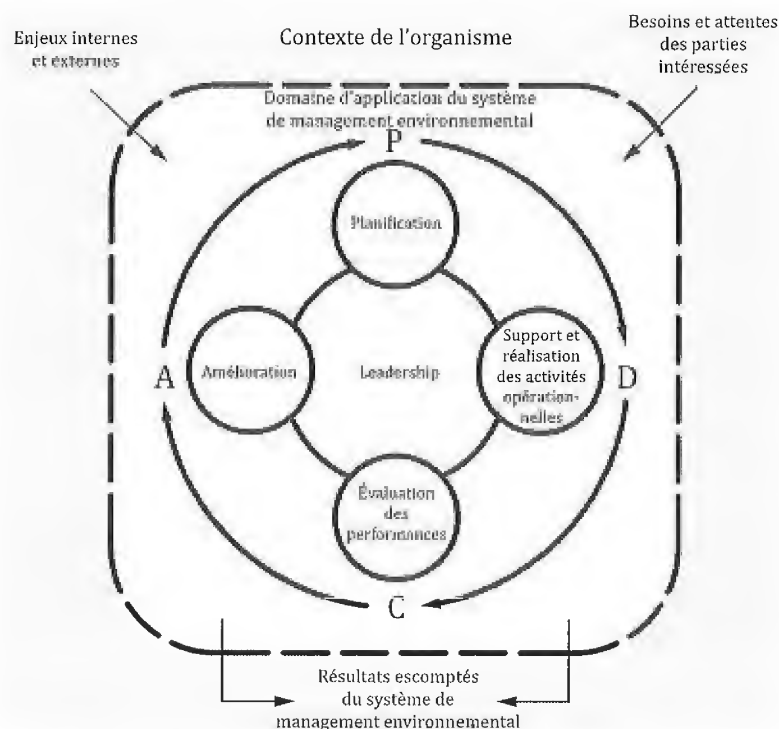 Enjeux internes
et externes
Contexte de l'organisme
Besoins et attentes
des parties
intéressées
Domaine d'application du système
de management environnemental
P
Planification
A
Amélioration
Leadership
Support et
réalisation
des activités
opération-
nelles
D
Évaluation
des
performances
C
Résultats escomptés
du système de
management environnemental